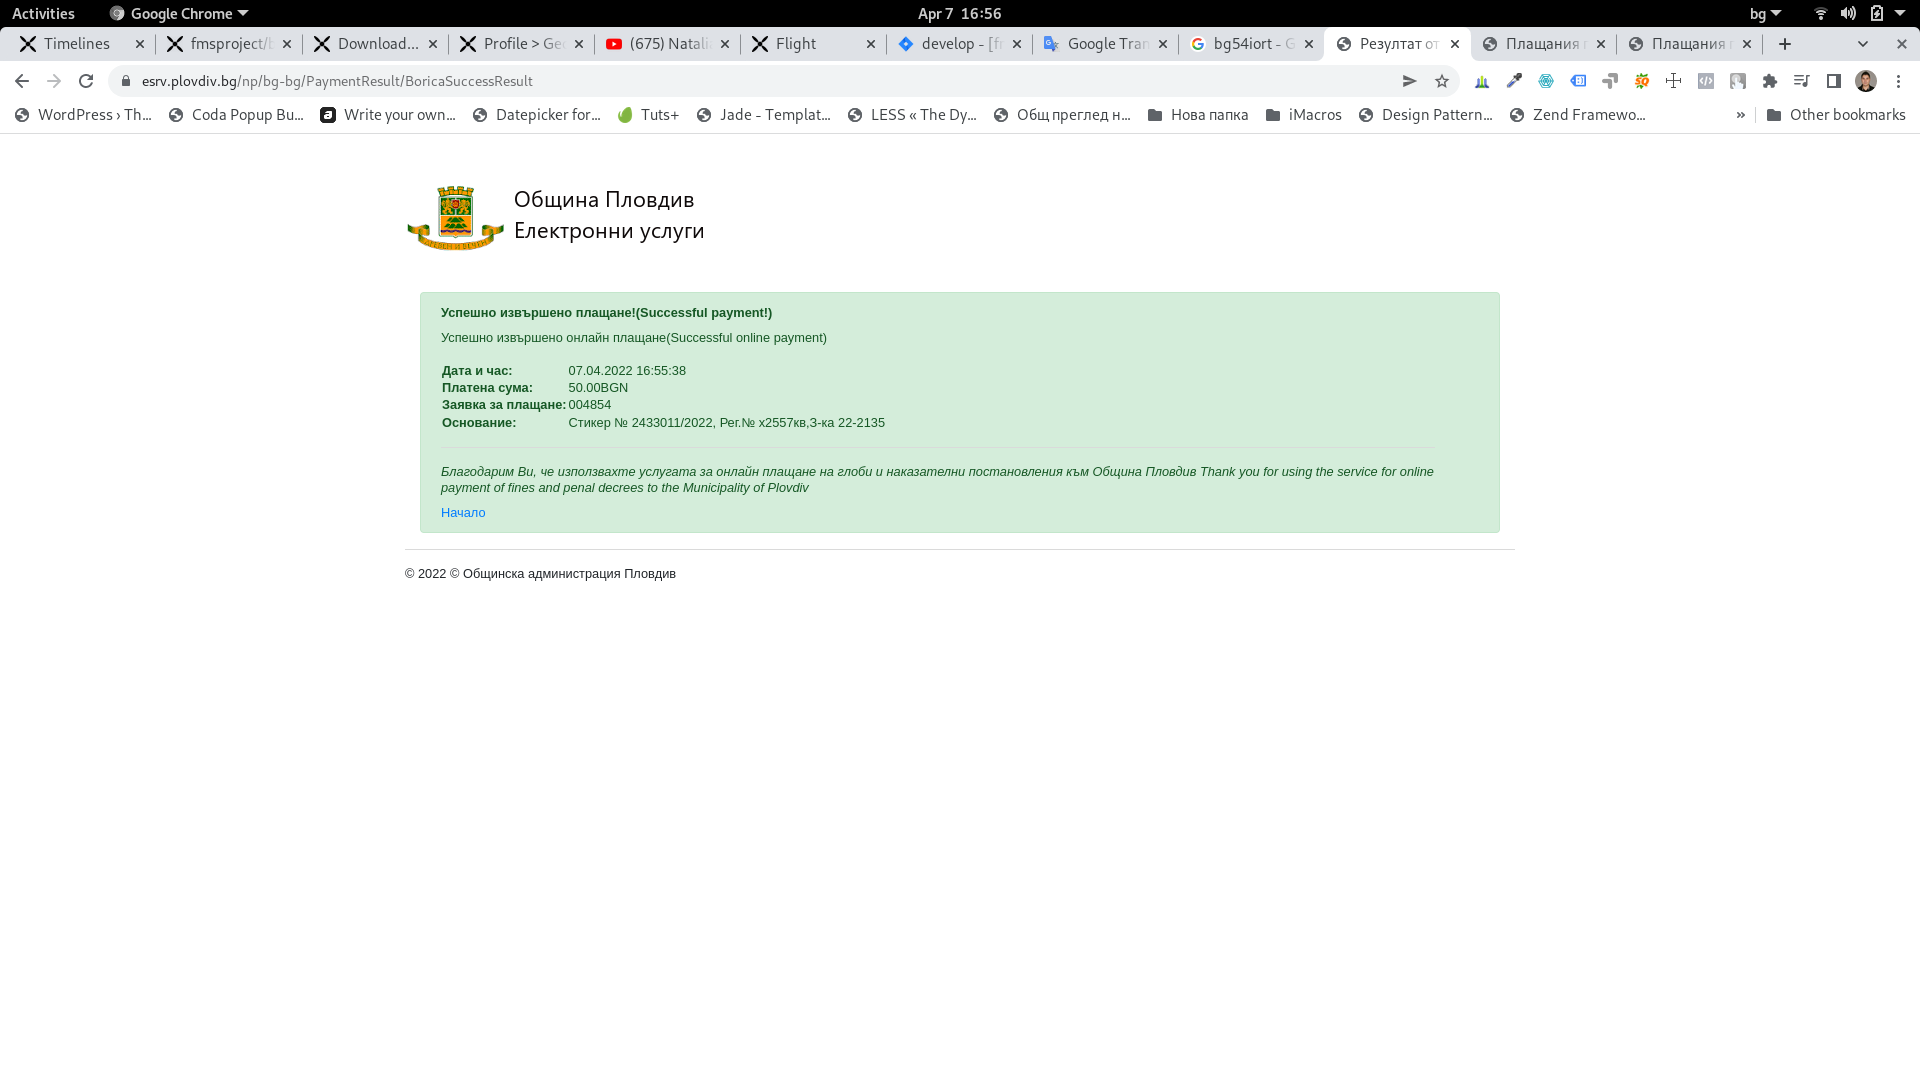 Activities Google Chrome Apr 7 16:56 bg
Timelines fmsproject/b Download... Profile > Geo (675) Natali Flight develop - [fr Google Tran bg54iort - G Резултат от Плащания Плащания
esrv.plovdiv.bg/np/bg-bg/PaymentResult/BoricaSuccessResult
WordPress › Th... Coda Popup Bu... Write your own... Datepicker for... Tuts+ Jade - Templat... LESS « The Dy... Общ преглед н... Нова папка iMacros Design Pattern... Zend Framewo... » Other bookmarks
Община Пловдив
Електронни услуги
Успешно извършено плащане!(Successful payment!)
Успешно извършено онлайн плащане(Successful online payment)
Дата и час: 07.04.2022 16:55:38
Платена сума: 50.00BGN
Заявка за плащане: 004854
Основание: Стикер № 2433011/2022, Рег.№ х2557кв,З-ка 22-2135
Благодарим Ви, че използвахте услугата за онлайн плащане на глоби и наказателни постановления към Община Пловдив Thank you for using the service for online
payment of fines and penal decrees to the Municipality of Plovdiv
Начало
© 2022 © Общинска администрация Пловдив